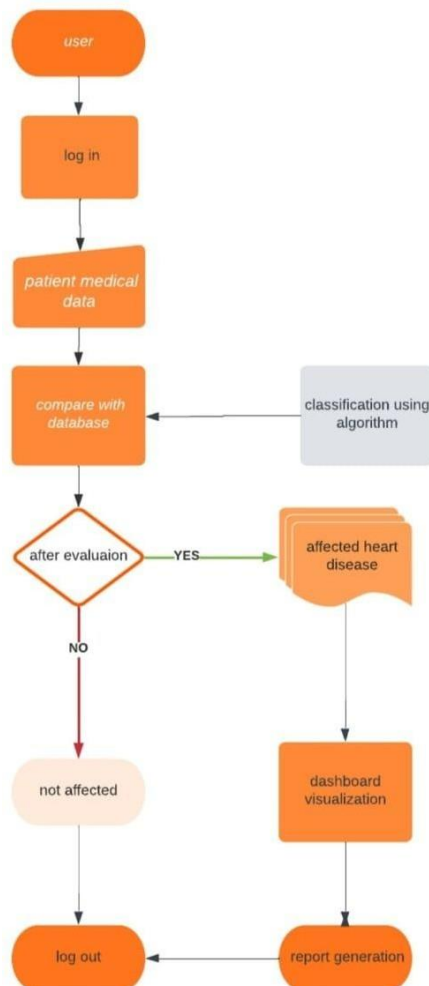 user
log in
patient medical
data
compare with
database
classification using
algorithm
after evaluaion
YES
affected heart
disease
NO
not affected
dashboard
visualization
log out
report generation